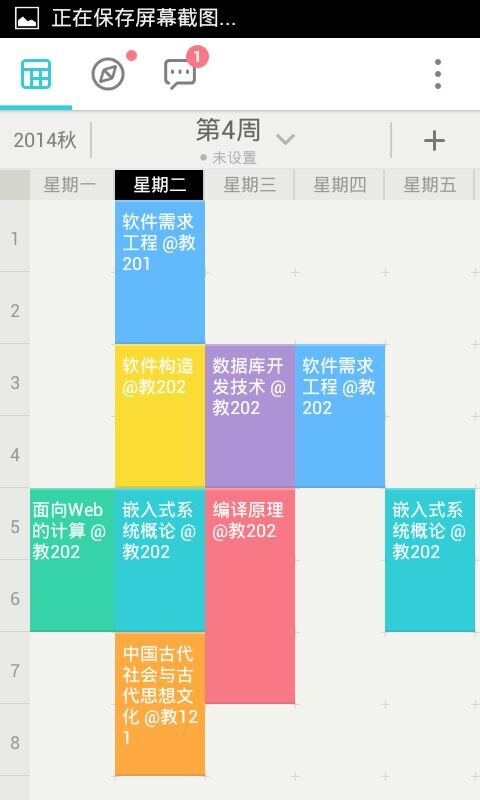 正在保存屏幕截图...
1
2014秋
第4周
未设置
星期一
星期二
星期三
星期四
星期五
1
软件需求
工程 @教
201
2
3
软件构造
@教202
数据库开
发技术 @
教202
软件需求
工程 @教
202
4
5
面向Web
的计算 @
教202
嵌入式系
统概论 @
教202
编译原理
@教202
嵌入式系
统概论 @
教202
6
7
中国古代
社会与古
代思想文
化 @教12
1
8